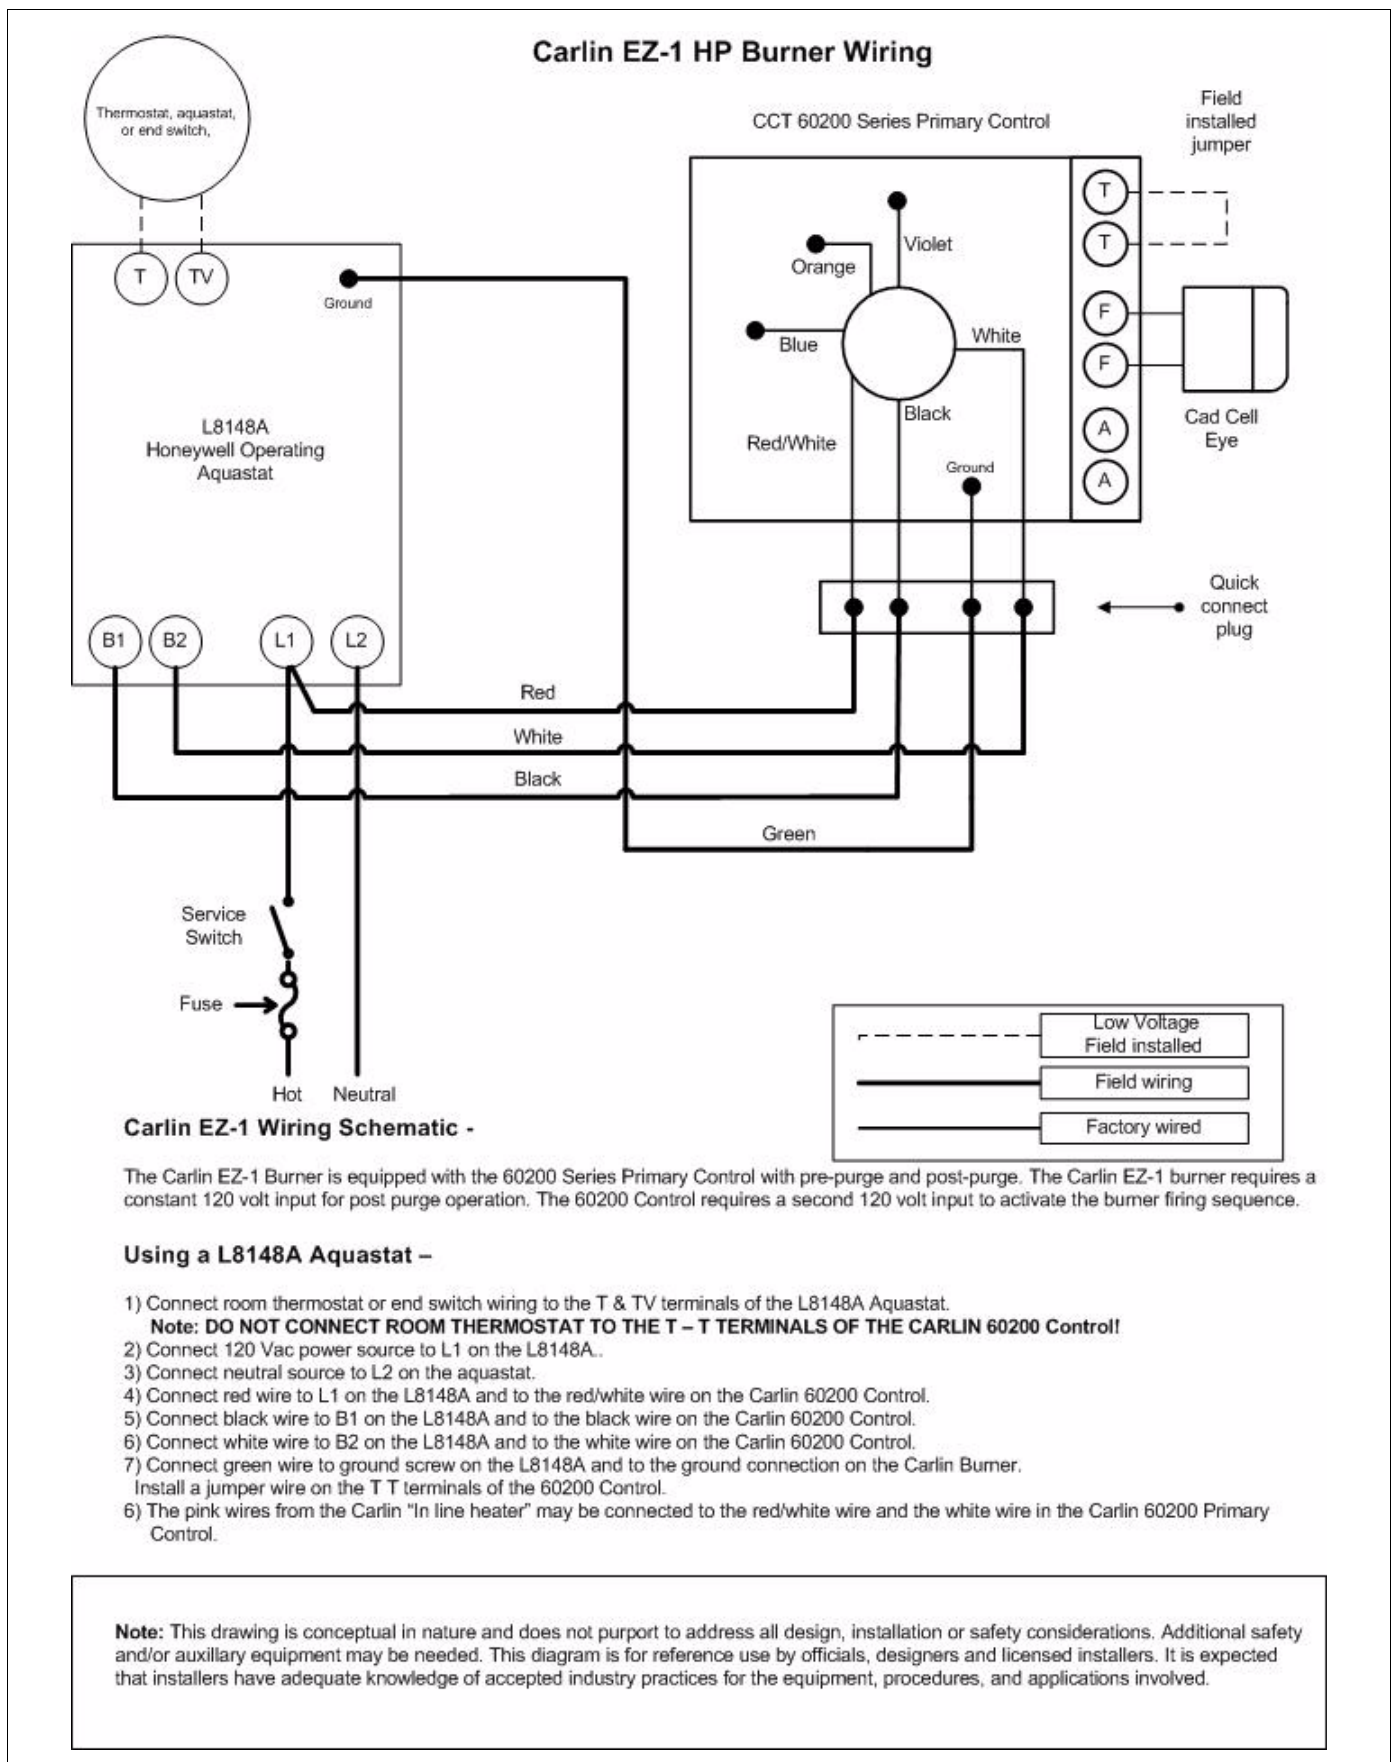 Carlin EZ-1 HP Burner Wiring
Thermostat, aquastat,
or end switch,
CCT 60200 Series Primary Control
Field
installed
jumper
T
T
F
F
A
A
Violet
Orange
Blue
White
Black
Red/White
Ground
Cad Cell
Eye
T
TV
Ground
L8148A
Honeywell Operating
Aquastat
B1
B2
L1
L2
Quick
connect
plug
Red
White
Black
Green
Service
Switch
Fuse
Hot
Neutral
Low Voltage
Field installed
Field wiring
Factory wired
Carlin EZ-1 Wiring Schematic -
The Carlin EZ-1 Burner is equipped with the 60200 Series Primary Control with pre-purge and post-purge. The Carlin EZ-1 burner requires a
constant 120 volt input for post purge operation. The 60200 Control requires a second 120 volt input to activate the burner firing sequence.
Using a L8148A Aquastat –
1) Connect room thermostat or end switch wiring to the T & TV terminals of the L8148A Aquastat.
Note: DO NOT CONNECT ROOM THERMOSTAT TO THE T – T TERMINALS OF THE CARLIN 60200 Control!
2) Connect 120 Vac power source to L1 on the L8148A..
3) Connect neutral source to L2 on the aquastat.
4) Connect red wire to L1 on the L8148A and to the red/white wire on the Carlin 60200 Control.
5) Connect black wire to B1 on the L8148A and to the black wire on the Carlin 60200 Control.
6) Connect white wire to B2 on the L8148A and to the white wire on the Carlin 60200 Control.
7) Connect green wire to ground screw on the L8148A and to the ground connection on the Carlin Burner.
Install a jumper wire on the T T terminals of the 60200 Control.
6) The pink wires from the Carlin “In line heater” may be connected to the red/white wire and the white wire in the Carlin 60200 Primary
Control.
Note: This drawing is conceptual in nature and does not purport to address all design, installation or safety considerations. Additional safety
and/or auxillary equipment may be needed. This diagram is for reference use by officials, designers and licensed installers. It is expected
that installers have adequate knowledge of accepted industry practices for the equipment, procedures, and applications involved.